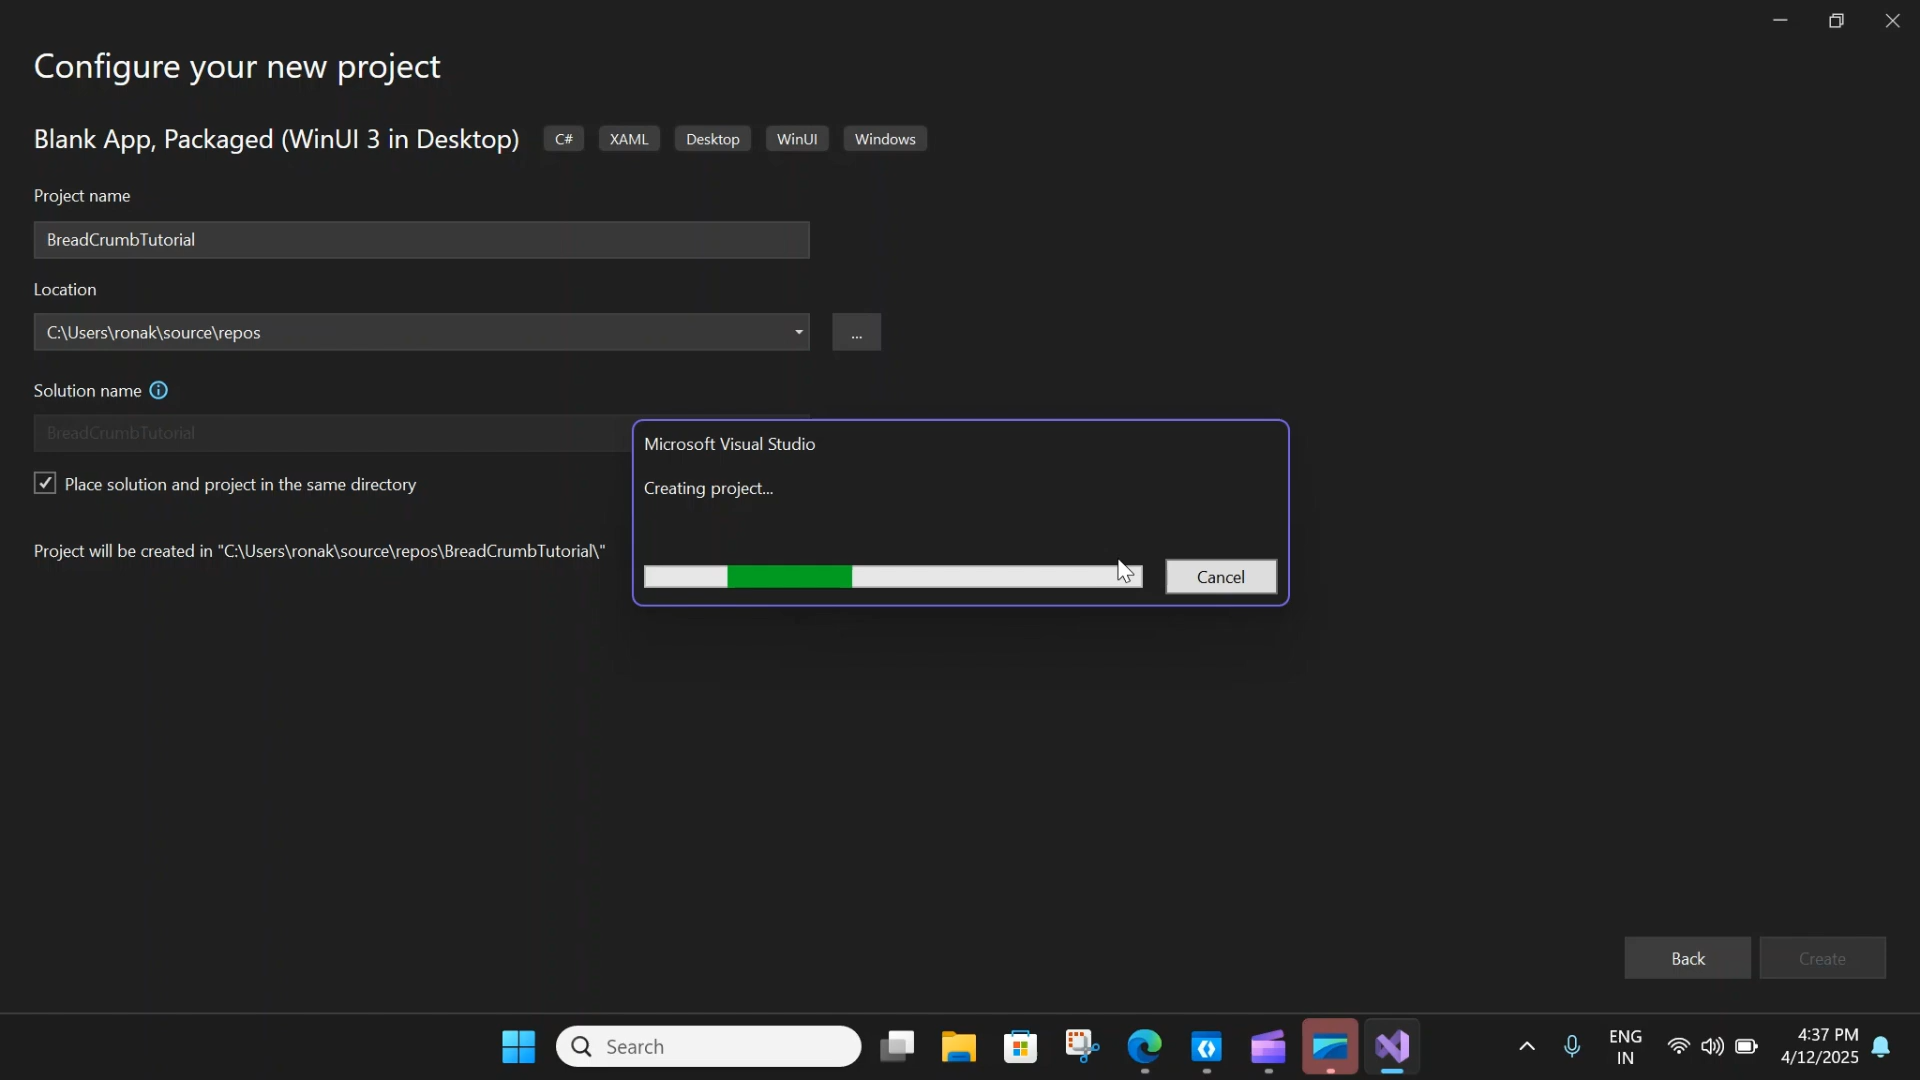 Configure your new project
Blank App, Packaged (WinUI 3 in Desktop) C# XAML Desktop WinUI Windows
Project name
BreadCrumbTutorial
Location
C:\Users\ronak\source\repos
...
Solution name
BreadCrumbTutorial
Place solution and project in the same directory
Project will be created in "C:\Users\ronak\source\repos\BreadCrumbTutorial\"
Microsoft Visual Studio
Creating project...
Cancel
Back
Create
Search
ENG
IN
4:37 PM
4/12/2025